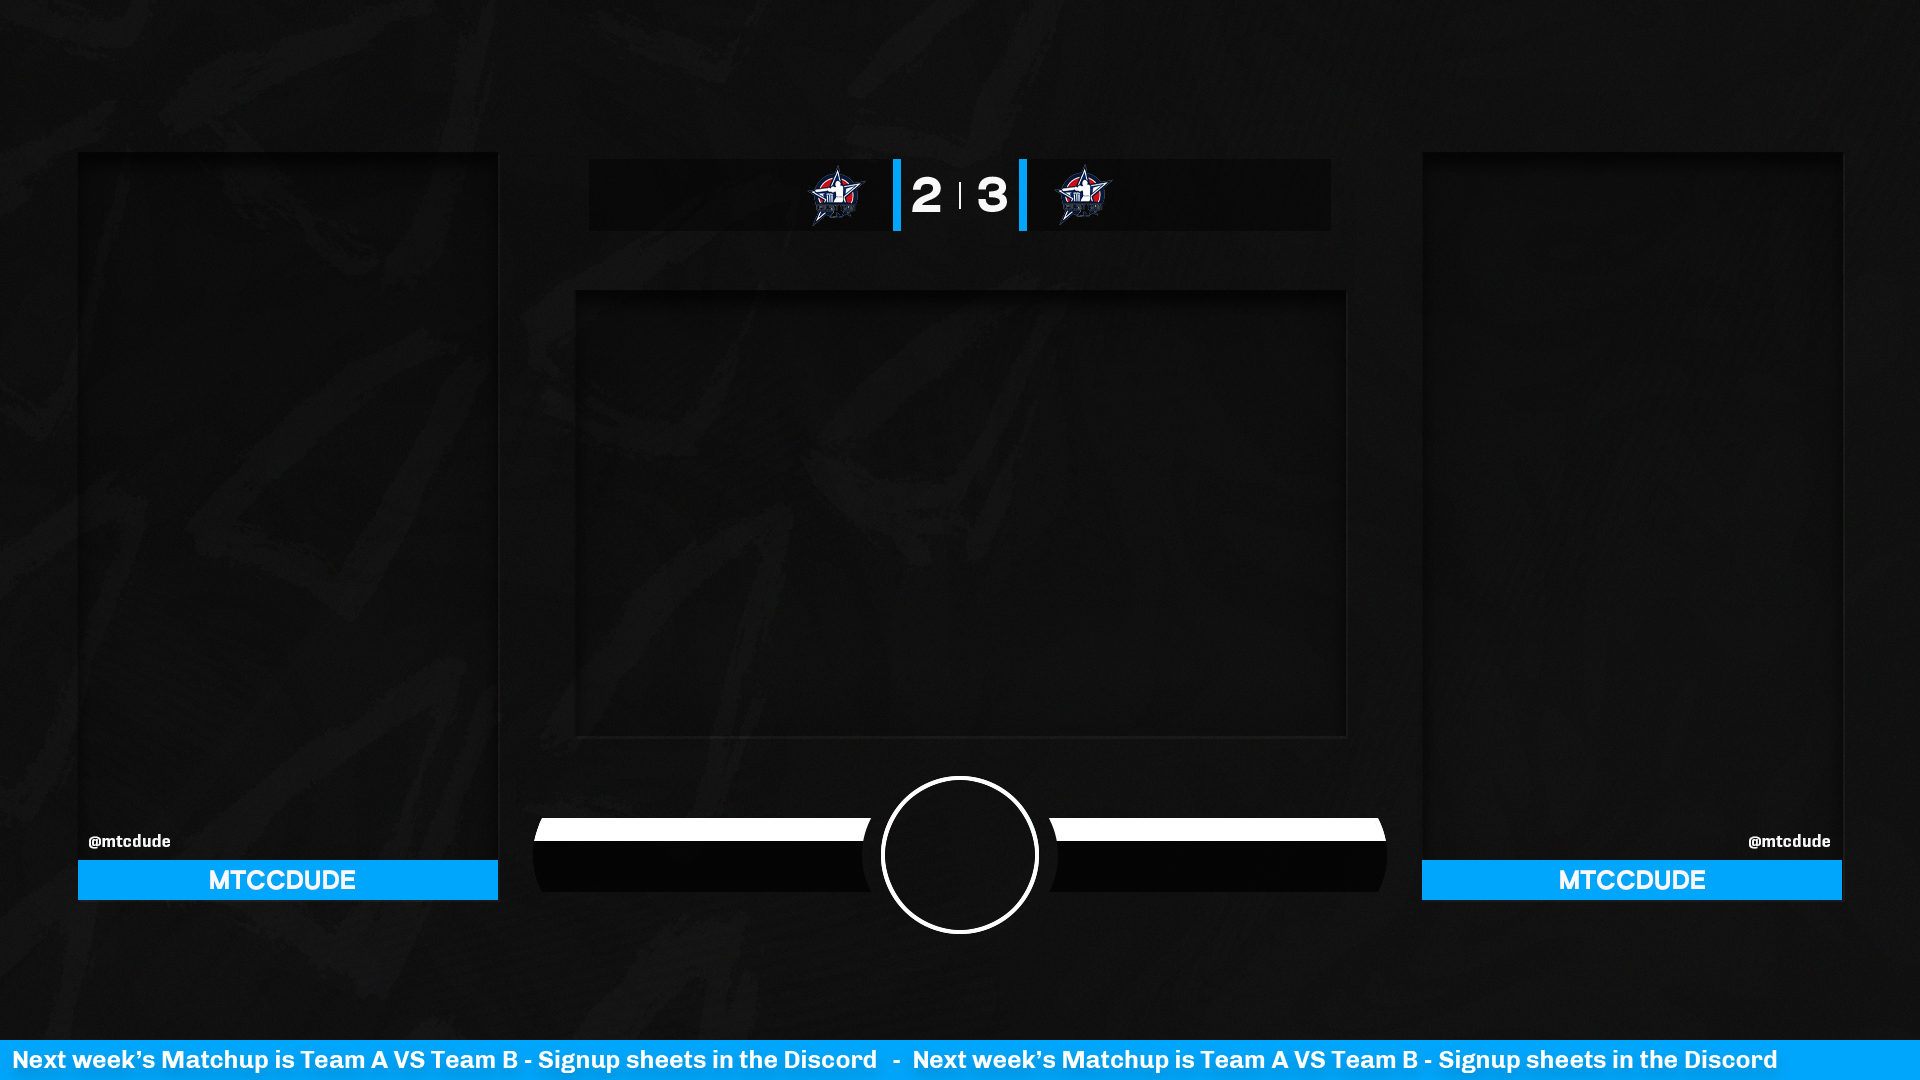 2 | 3
@mtcdude
MTCCDUDE
@mtcdude
MTCCDUDE
Next week’s Matchup is Team A VS Team B - Signup sheets in the Discord - Next week’s Matchup is Team A VS Team B - Signup sheets in the Discord